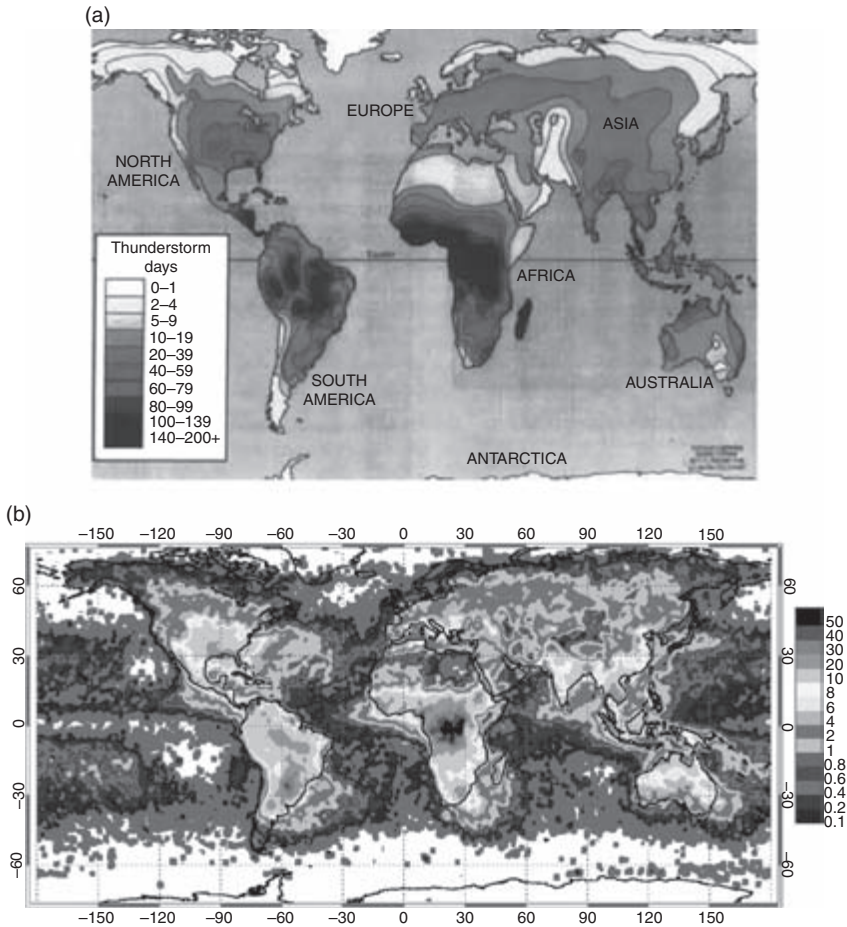 (a)
EUROPE
ASIA
NORTH
AMERICA
Thunderstorm
days
0–1
2–4
5–9
10–19
20–39
40–59
60–79
80–99
100–139
140–200+
AFRICA
SOUTH
AMERICA
AUSTRALIA
ANTARCTICA
(b)
−150 −120 −90 −60 −30 0 30 60 90 120 150
60 60
30 30
0 0
−30 −30
−60 −60
50
40
30
20
10
8
6
4
2
1
0.8
0.6
0.4
0.2
0.1
−150 −120 −90 −60 −30 0 30 60 90 120 150